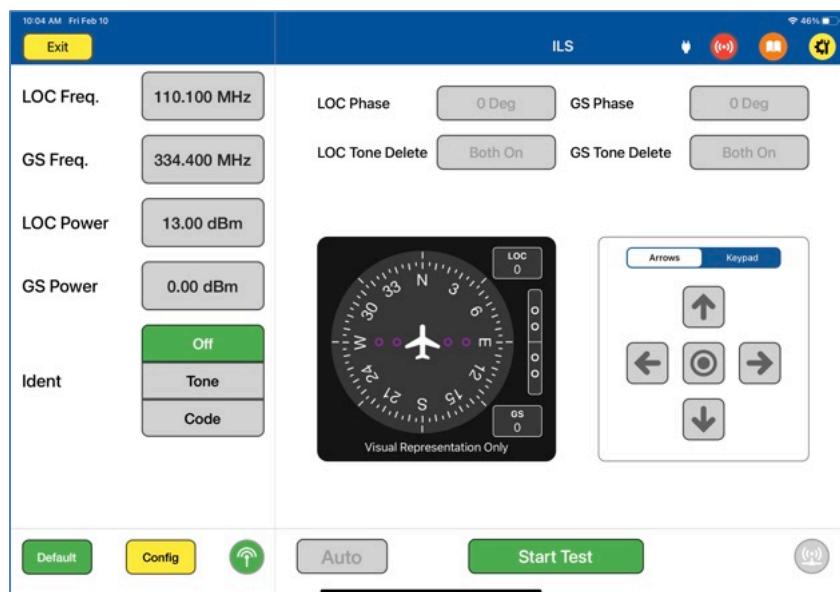 10:04 AM Fri Feb 10
46%
Exit
ILS
LOC Freq.
110.100 MHz
GS Freq.
334.400 MHz
LOC Power
13.00 dBm
GS Power
0.00 dBm
Ident
Off
Tone
Code
LOC Phase
0 Deg
GS Phase
0 Deg
LOC Tone Delete
Both On
GS Tone Delete
Both On
LOC
0
N
3
6
E
12
15
S
21
24
W
30
33
GS
0
Visual Representation Only
Arrows
Keypad
Default
Config
Auto
Start Test